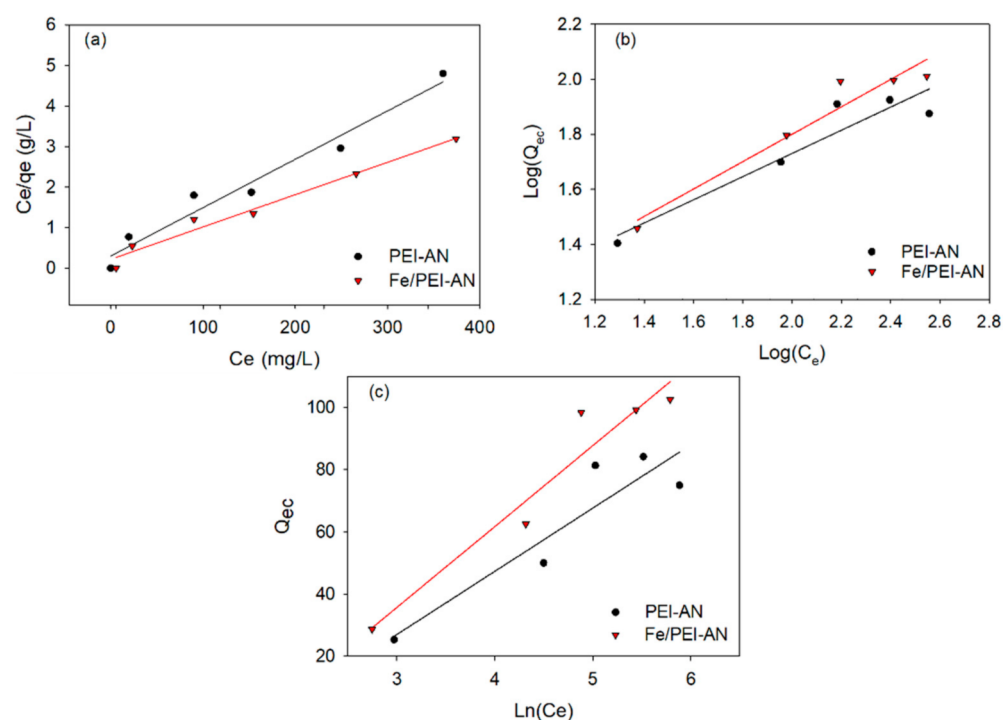 (a)
Ce/qe (g/L)
6
5
4
3
2
1
0
PEI-AN
Fe/PEI-AN
0 100 200 300 400
Ce (mg/L)
(b)
Log(Qec)
2.2
2.0
1.8
1.6
1.4
1.2
PEI-AN
Fe/PEI-AN
1.2 1.4 1.6 1.8 2.0 2.2 2.4 2.6 2.8
Log(Ce)
(c)
Qec
100
80
60
40
20
PEI-AN
Fe/PEI-AN
3 4 5 6
Ln(Ce)